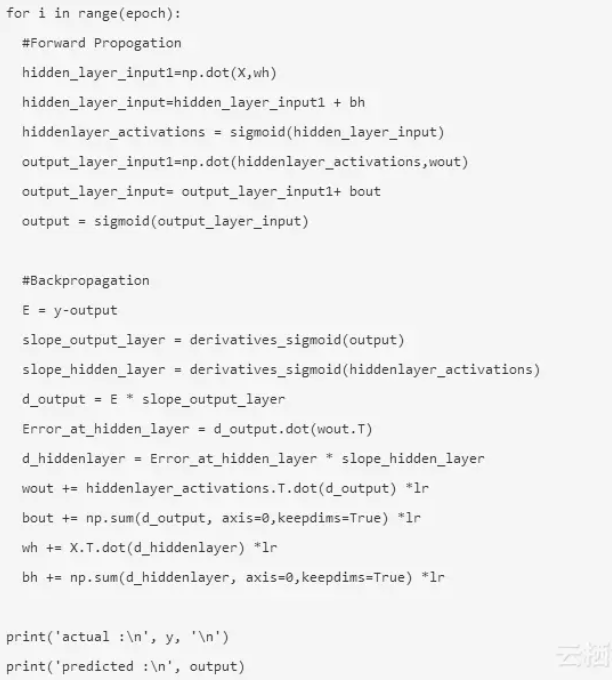 for i in range(epoch):
  #Forward Propogation
  hidden_layer_input1=np.dot(X,wh)
  hidden_layer_input=hidden_layer_input1 + bh
  hiddenlayer_activations = sigmoid(hidden_layer_input)
  output_layer_input1=np.dot(hiddenlayer_activations,wout)
  output_layer_input= output_layer_input1+ bout
  output = sigmoid(output_layer_input)

  #Backpropagation
  E = y-output
  slope_output_layer = derivatives_sigmoid(output)
  slope_hidden_layer = derivatives_sigmoid(hiddenlayer_activations)
  d_output = E * slope_output_layer
  Error_at_hidden_layer = d_output.dot(wout.T)
  d_hiddenlayer = Error_at_hidden_layer * slope_hidden_layer
  wout += hiddenlayer_activations.T.dot(d_output) *lr
  bout += np.sum(d_output, axis=0,keepdims=True) *lr
  wh += X.T.dot(d_hiddenlayer) *lr
  bh += np.sum(d_hiddenlayer, axis=0,keepdims=True) *lr

print('actual :\n', y, '\n')
print('predicted :\n', output)
云栖